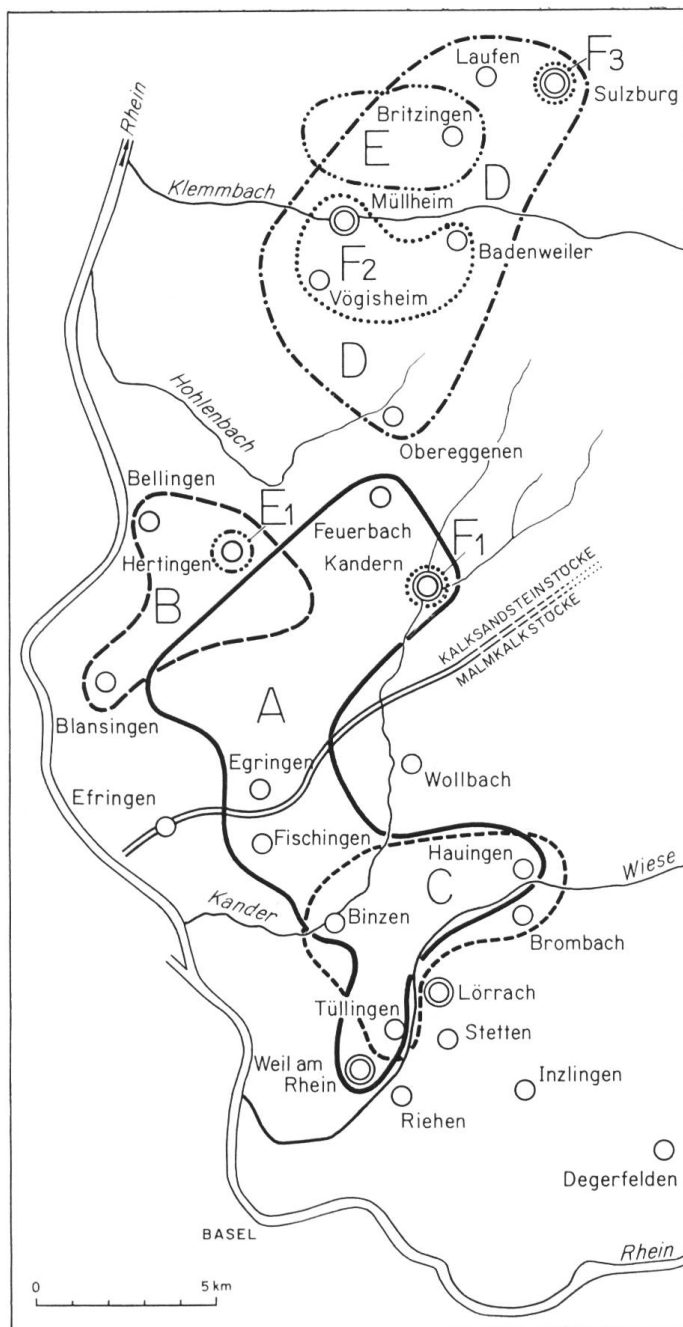 Laufen
F3
Sulzburg
Britzingen
E
Rhein
Klemmbach
D
Müllheim
Badenweiler
F2
Vögisheim
D
Hohlenbach
Obereggenen
Bellingen
E1
Feuerbach
Hertingen
Kandern
F1
B
KALKSANDSTEINSTÖCKE
MALMKALKSTÖCKE
A
Blansingen
Egringen
Wollbach
Efringen
Fischingen
Hauingen
C
Wiese
Kander
Binzen
Brombach
Lörrach
Tüllingen
Stetten
Weil am
Rhein
Inzlingen
Riehen
Degerfelden
BASEL
Rhein
0
5 km